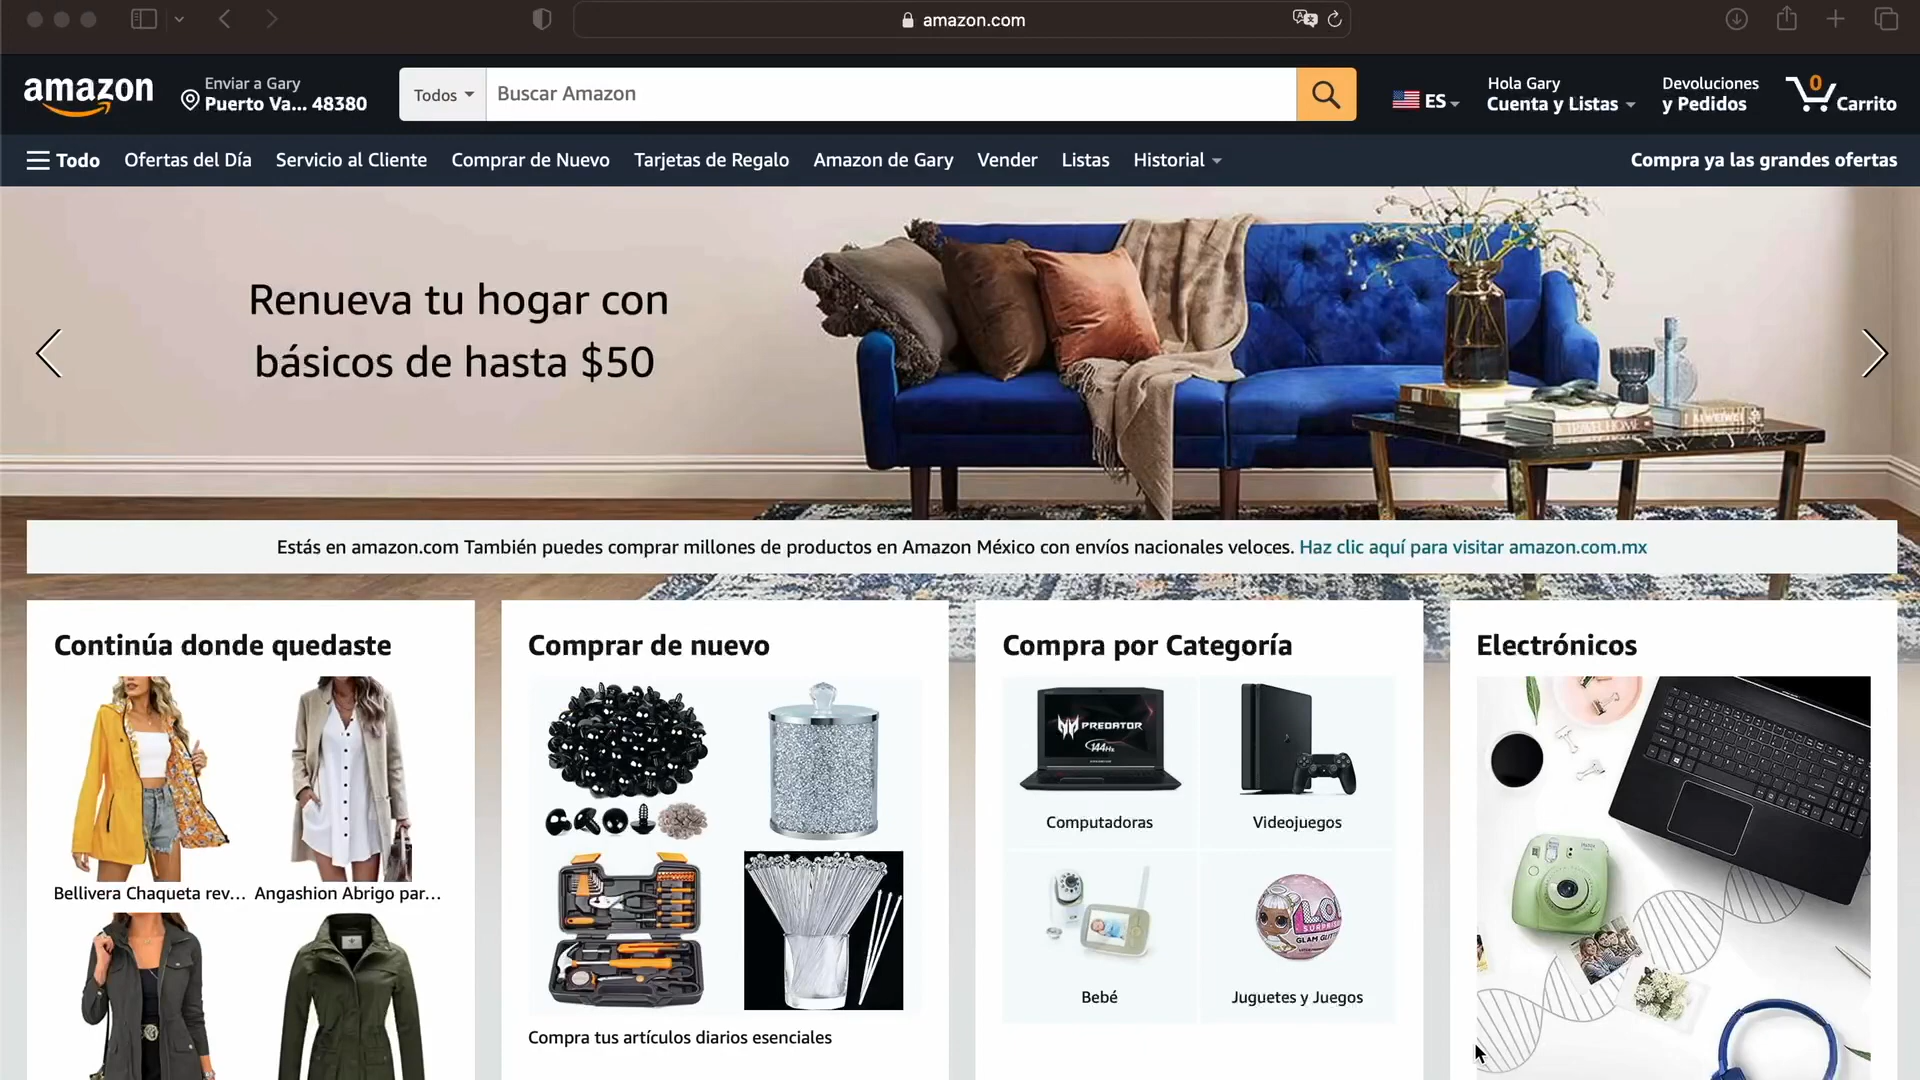 amazon.com
amazon
Enviar a Gary
Puerto Va... 48380
Todos
Buscar Amazon
ES
Hola Gary
Cuenta y Listas
Devoluciones
y Pedidos
0
Carrito
Todo
Ofertas del Día
Servicio al Cliente
Comprar de Nuevo
Tarjetas de Regalo
Amazon de Gary
Vender
Listas
Historial
Compra ya las grandes ofertas
Renueva tu hogar con
básicos de hasta $50
Estás en amazon.com También puedes comprar millones de productos en Amazon México con envíos nacionales veloces. Haz clic aquí para visitar amazon.com.mx
Continúa donde quedaste
Bellivera Chaqueta rev...
Angashion Abrigo par...
Comprar de nuevo
Compra tus artículos diarios esenciales
Compra por Categoría
PREDATOR
144Hz
Computadoras
Videojuegos
Bebé
L.O.L.
SURPRISE
GLAM GLITTER
Juguetes y Juegos
Electrónicos